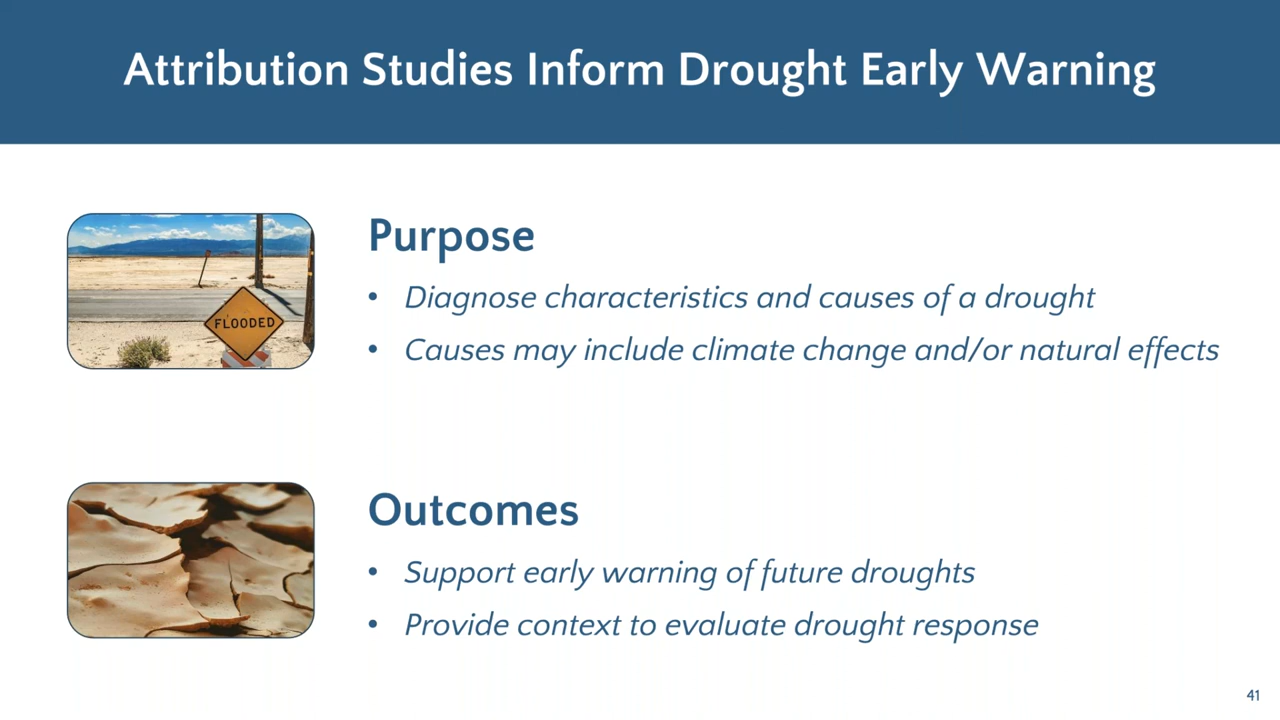 Attribution Studies Inform Drought Early Warning
FLOODED
Purpose
• Diagnose characteristics and causes of a drought
• Causes may include climate change and/or natural effects
Outcomes
• Support early warning of future droughts
• Provide context to evaluate drought response
41